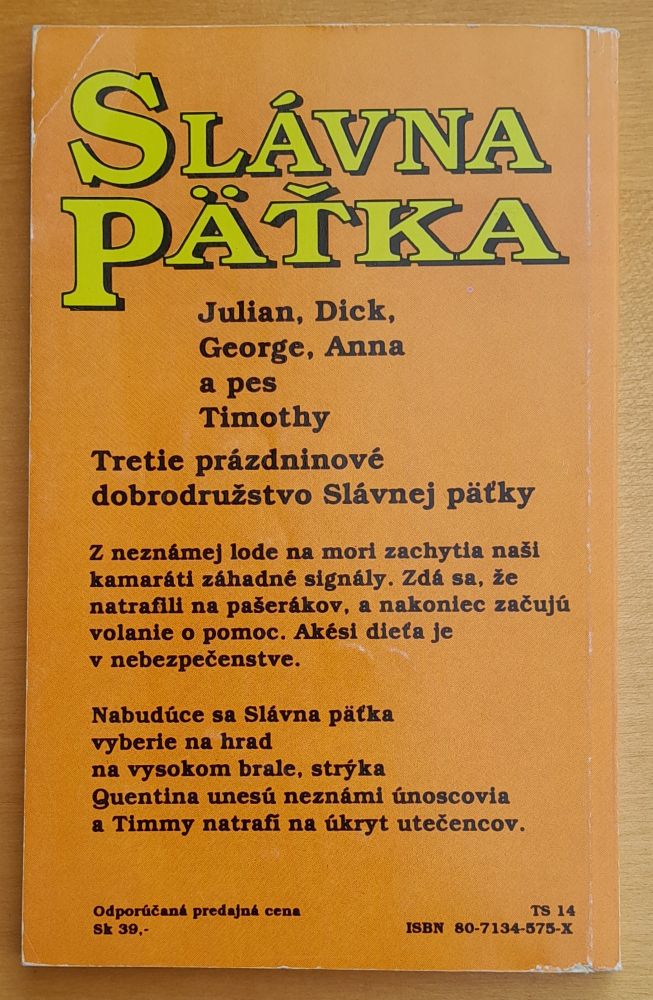 SLÁVNA
PÄŤKA
Julian, Dick,
George, Anna
a pes
Timothy
Tretie prázdninové
dobrodružstvo Slávnej päťky
Z neznámej lode na mori zachytia naši
kamaráti záhadné signály. Zdá sa, že
natrafili na pašerákov, a nakoniec začujú
volanie o pomoc. Akési dieťa je
v nebezpečenstve.
Nabudúce sa Slávna päťka
vyberie na hrad
na vysokom brale, strýka
Quentina unesú neznámi únoscovia
a Timmy natrafí na úkryt utečencov.
Odporúčaná predajná cena
Sk 39,-
TS 14
ISBN 80-7134-575-X